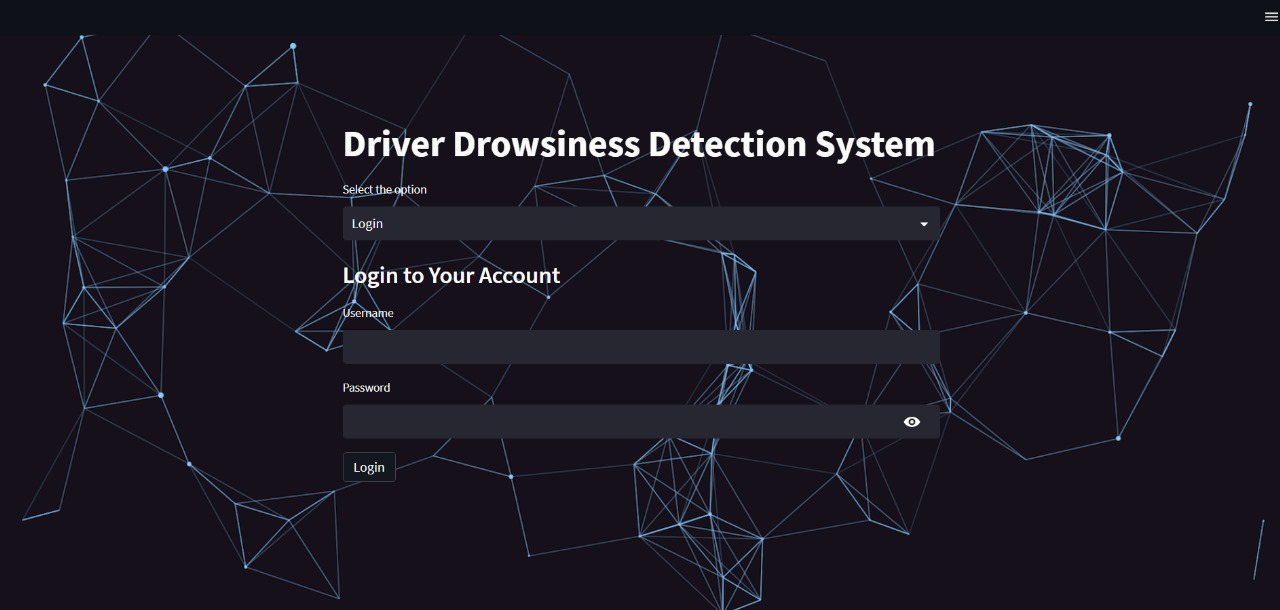 Driver Drowsiness Detection System
Select the option
Login
Login to Your Account
Username
Password
Login